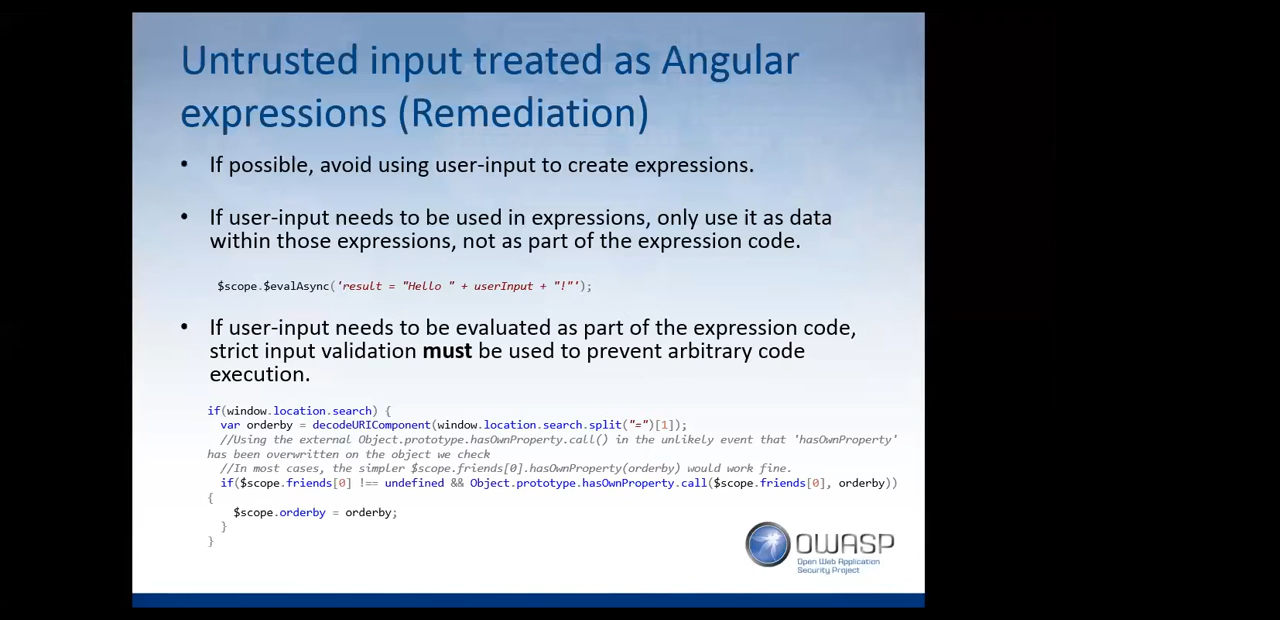 Untrusted input treated as Angular
expressions (Remediation)
• If possible, avoid using user-input to create expressions.
• If user-input needs to be used in expressions, only use it as data
within those expressions, not as part of the expression code.
$scope.$evalAsync('result = "Hello " + userInput + "!"');
• If user-input needs to be evaluated as part of the expression code,
strict input validation must be used to prevent arbitrary code
execution.
if(window.location.search) {
var orderby = decodeURIComponent(window.location.search.split("=")[1]);
//Using the external Object.prototype.hasOwnProperty.call() in the unlikely event that 'hasOwnProperty'
has been overwritten on the object we check
//In most cases, the simpler $scope.friends[0].hasOwnProperty(orderby) would work fine.
if($scope.friends[0] !== undefined && Object.prototype.hasOwnProperty.call($scope.friends[0], orderby))
{
$scope.orderby = orderby;
}
}
OWASP
Open Web Application
Security Project